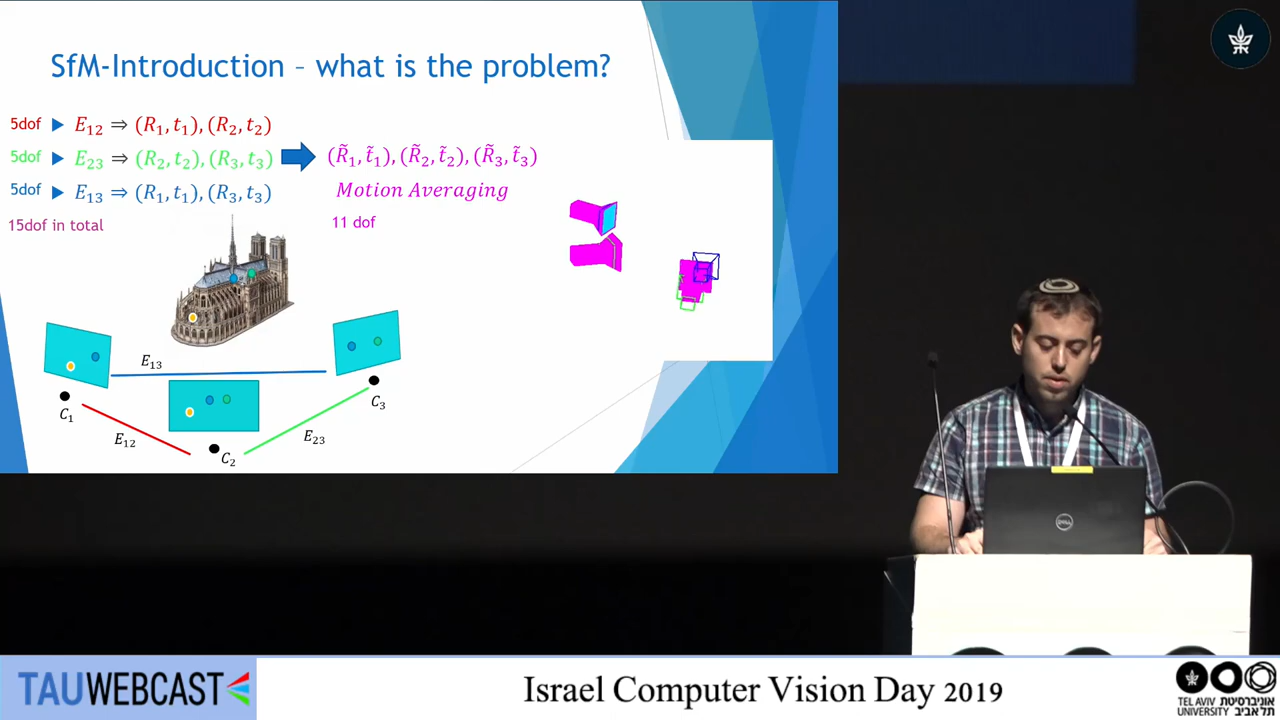 SfM-Introduction – what is the problem?
5dof ▶ E₁₂ ⇒ (R₁, t₁), (R₂, t₂)
5dof ▶ E₂₃ ⇒ (R₂, t₂), (R₃, t₃)
5dof ▶ E₁₃ ⇒ (R₁, t₁), (R₃, t₃)
15dof in total
(R̃₁, t̃₁), (R̃₂, t̃₂), (R̃₃, t̃₃)
Motion Averaging
11 dof
E₁₃
C₁
E₁₂
C₂
E₂₃
C₃
DELL
TAUWEBCAST
Israel Computer Vision Day 2019
TEL AVIV
UNIVERSITY
אוניברסיטת
תל אביב